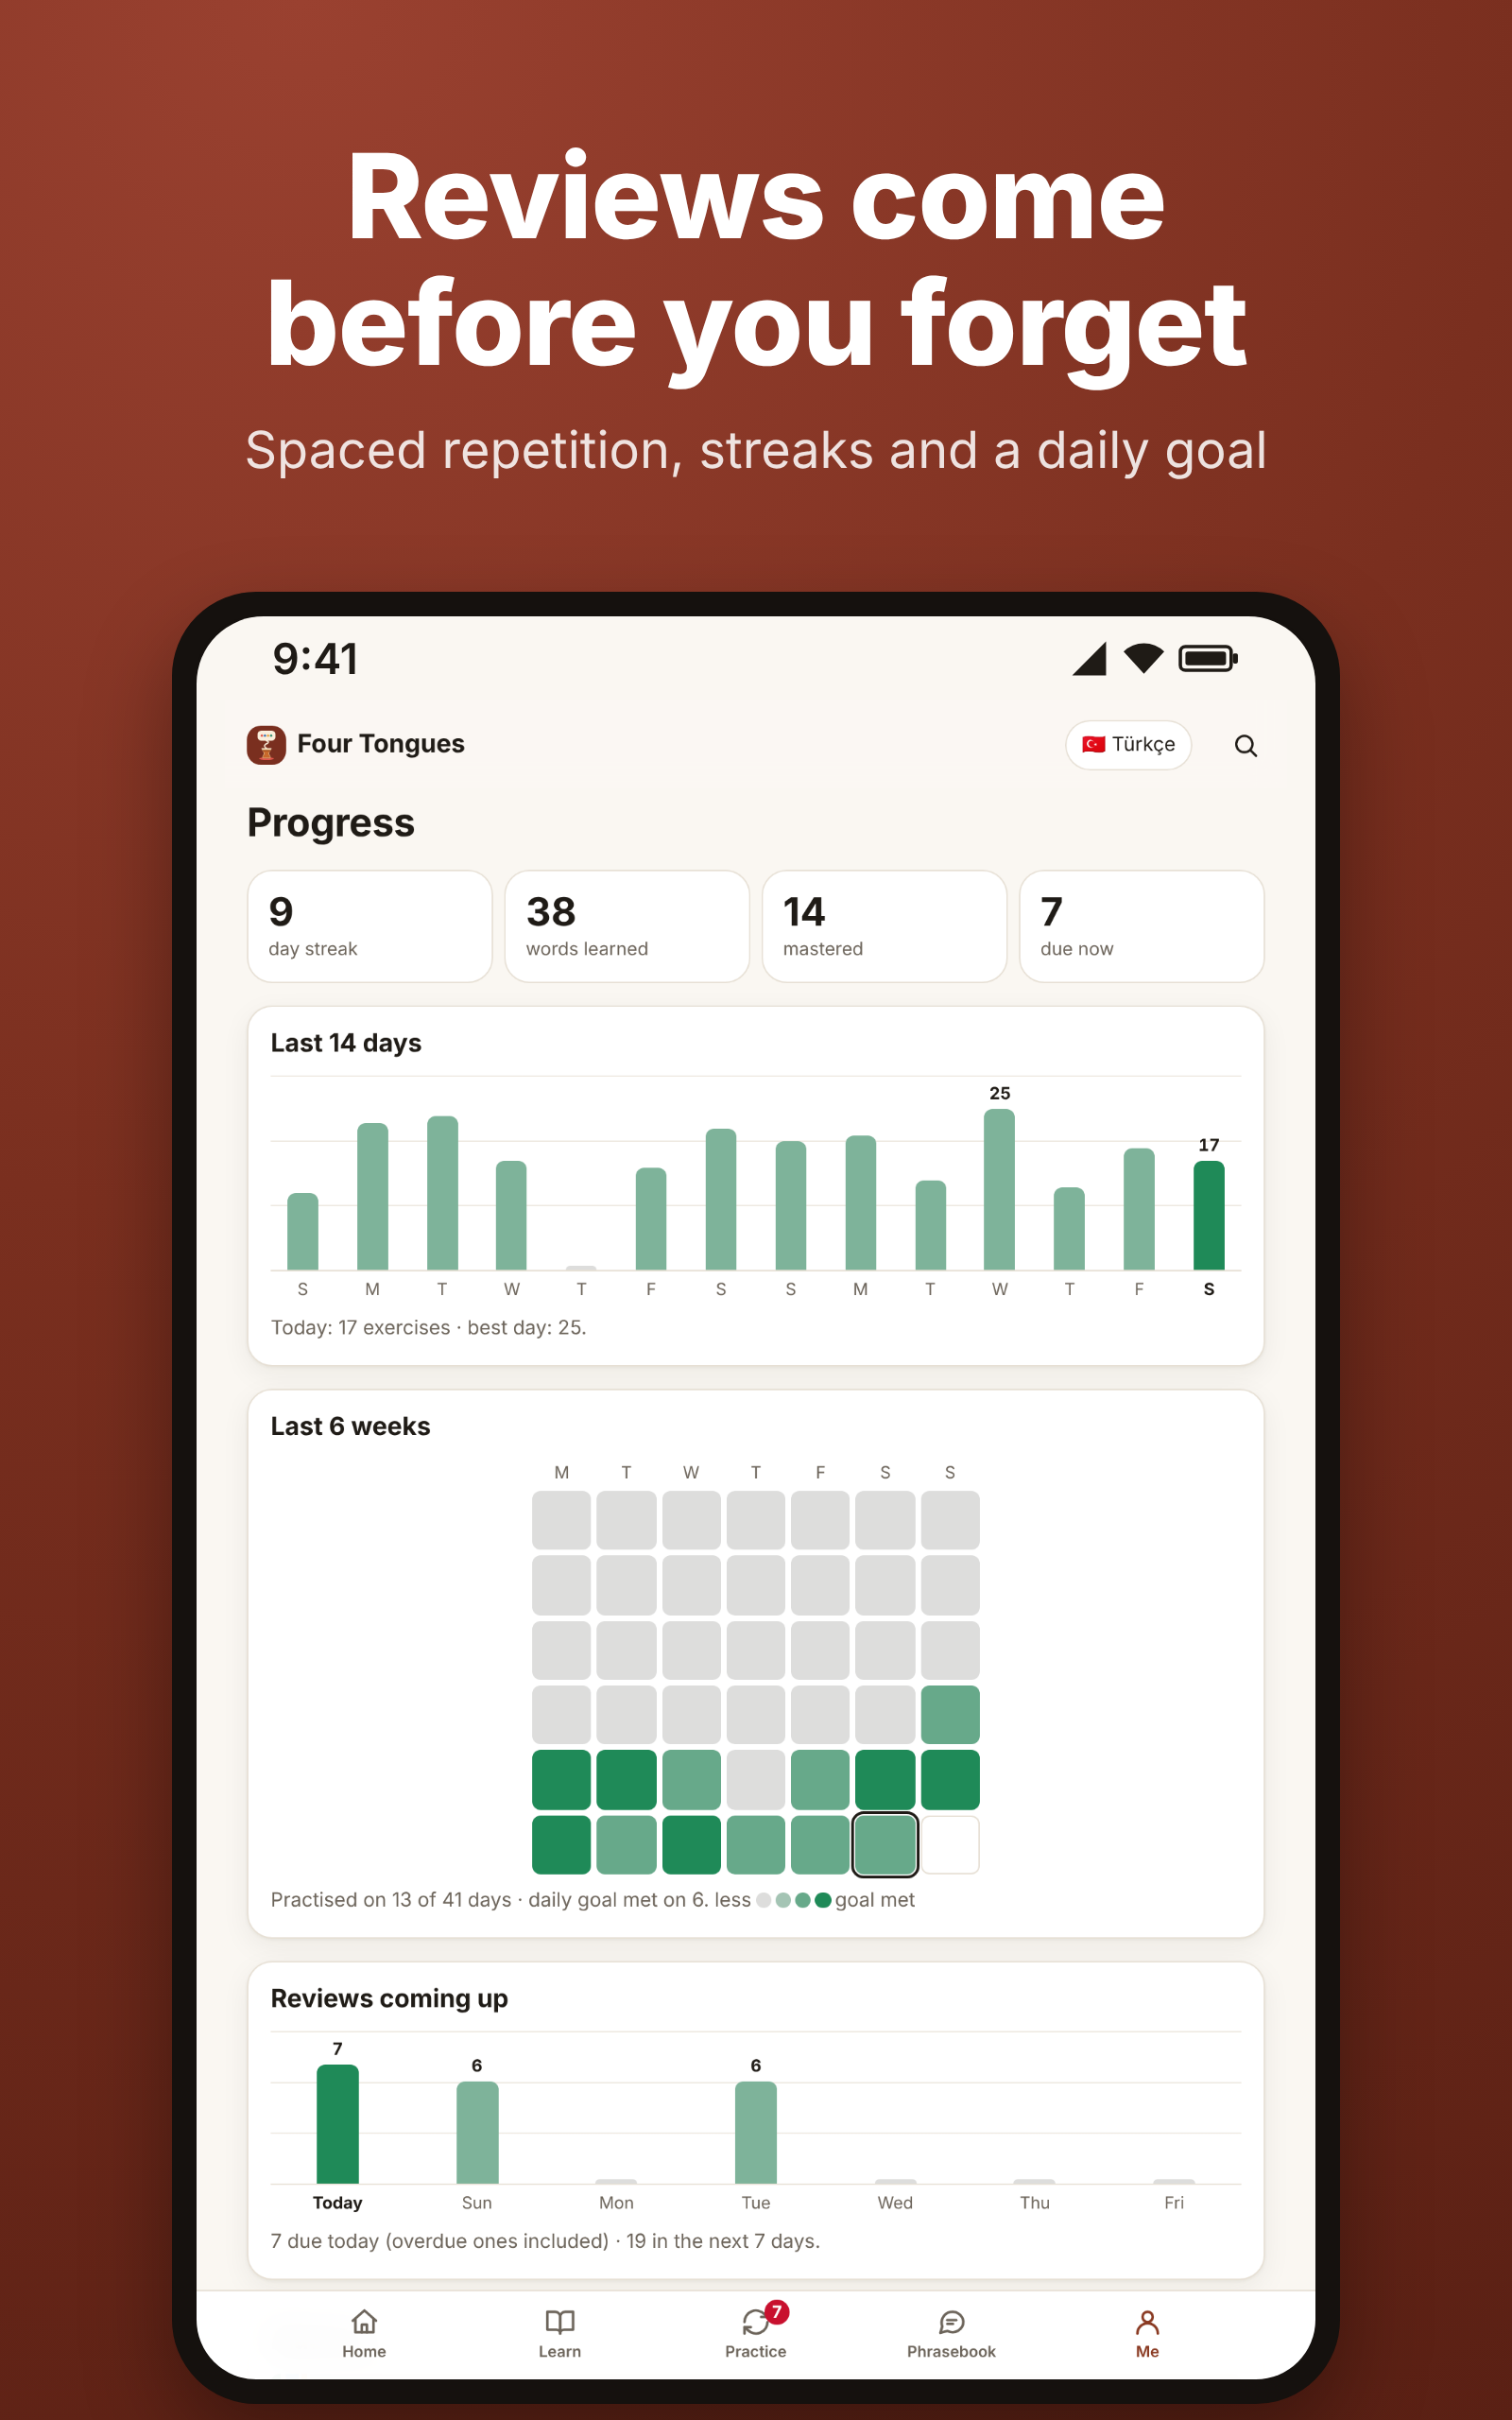 Reviews come
before you forget
Spaced repetition, streaks and a daily goal
9:41
Four Tongues
Türkçe
Progress
9
day streak
38
words learned
14
mastered
7
due now
Last 14 days
25
17
S M T W T F S S M T W T F S
Today: 17 exercises · best day: 25.
Last 6 weeks
M T W T F S S
Practised on 13 of 41 days · daily goal met on 6. less goal met
Reviews coming up
7
6
6
Today Sun Mon Tue Wed Thu Fri
7 due today (overdue ones included) · 19 in the next 7 days.
7
Home Learn Practice Phrasebook Me